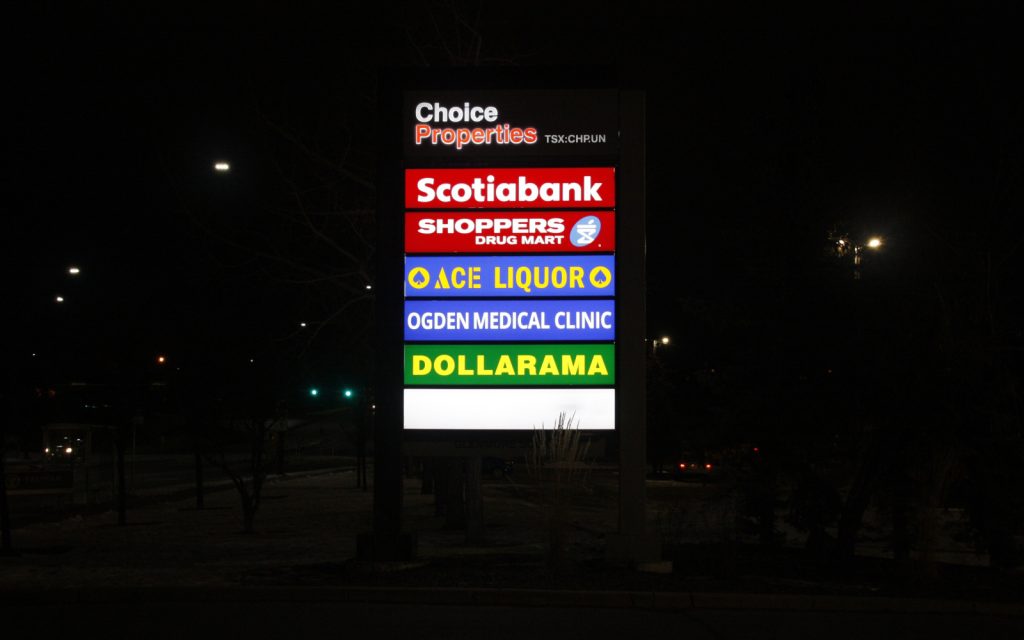 Choice
Properties TSX:CHP.UN
Scotiabank
SHOPPERS
DRUG MART
ACE LIQUOR
OGDEN MEDICAL CLINIC
DOLLARAMA